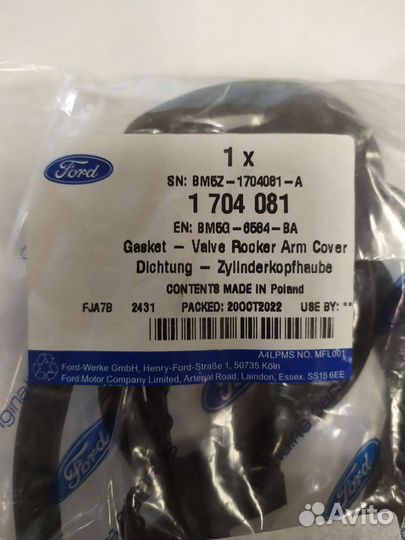 Ford
1 x
SN: BM5Z-1704081-A
1 704 081
EN: BM5G-6584-BA
Gasket - Valve Rocker Arm Cover
Dichtung - Zylinderkopfhaube
CONTENTS MADE IN Poland
FJA7B 2431 PACKED: 20OCT2022 USE BY: **
A4LPMS NO. MFL001
Ford-Werke GmbH, Henry-Ford-Straße 1, 50735 Köln
Ford Motor Company Limited, Arterial Road, Laindon, Essex. SS15 6EE
Ford
Ford
Avito